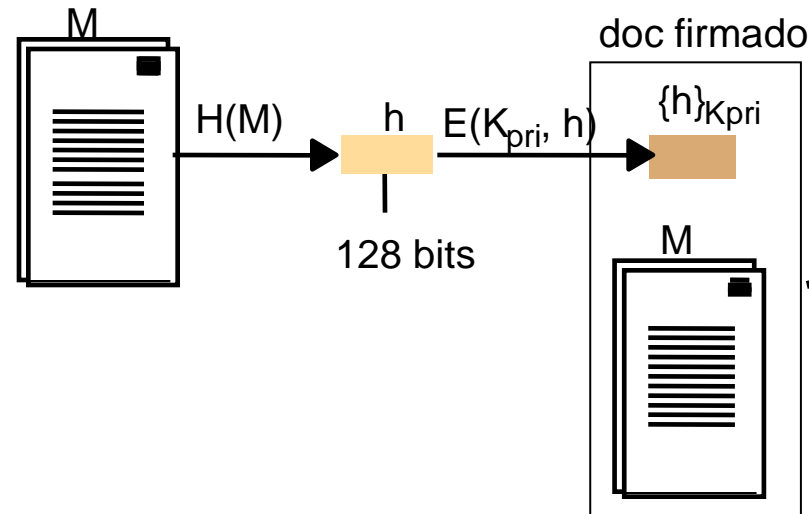 M
doc firmado
H(M)
h
E(Kpri, h)
{h}Kpri
128 bits
M